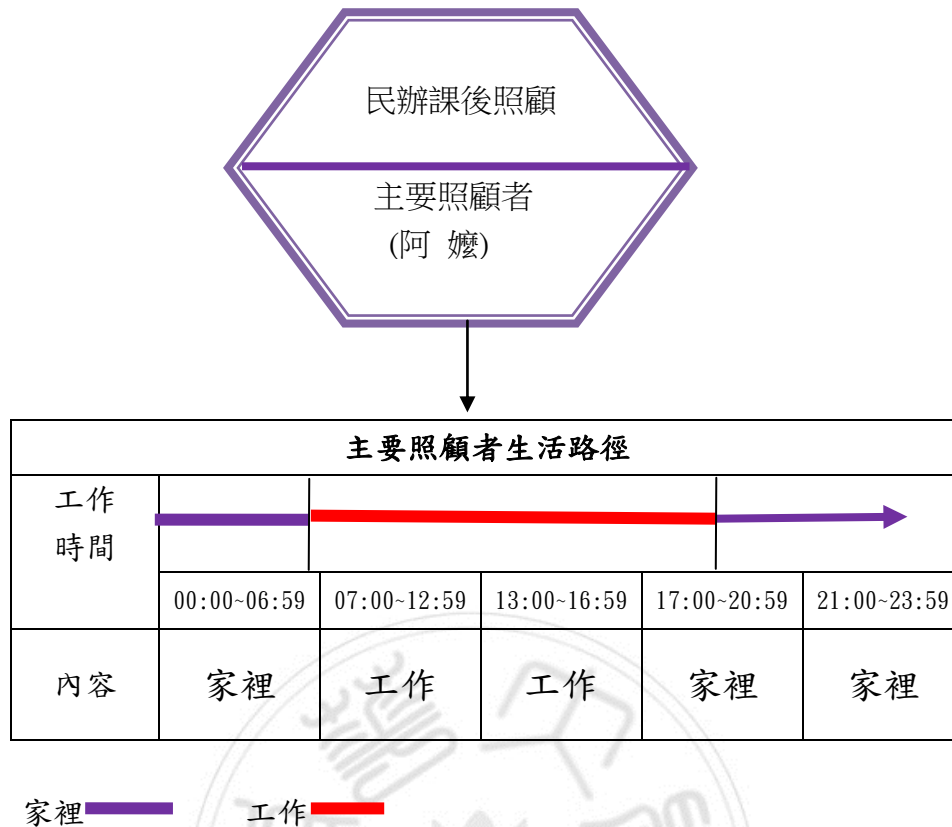 民辦課後照顧
主要照顧者
(阿 嬤)
主要照顧者生活路徑
工作
時間
00:00~06:59 07:00~12:59 13:00~16:59 17:00~20:59 21:00~23:59
內容 家裡 工作 工作 家裡 家裡
家裡 工作